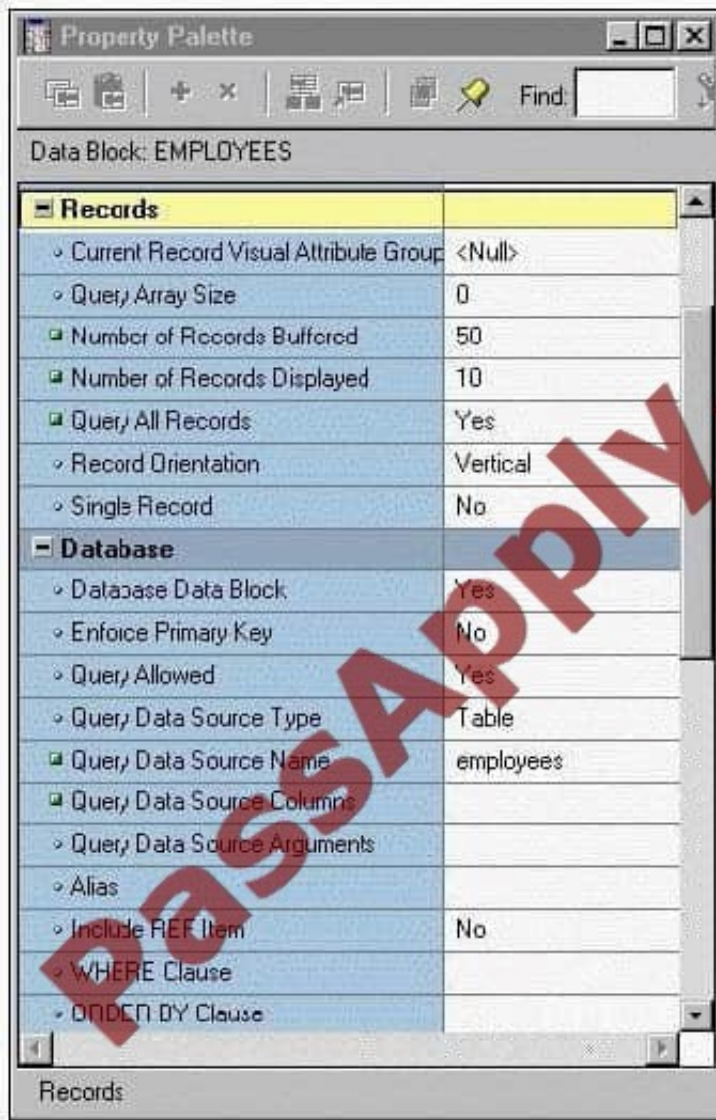 Property Palette
Find:
Data Block: EMPLOYEES
Records
Current Record Visual Attribute Group <Null>
Query Array Size 0
Number of Records Buffered 50
Number of Records Displayed 10
Query All Records Yes
Record Orientation Vertical
Single Record No
Database
Database Data Block Yes
Enforce Primary Key No
Query Allowed Yes
Query Data Source Type Table
Query Data Source Name employees
Query Data Source Columns
Query Data Source Arguments
Alias
Include REF Item No
WHERE Clause
ORDER BY Clause
Records
PassApply